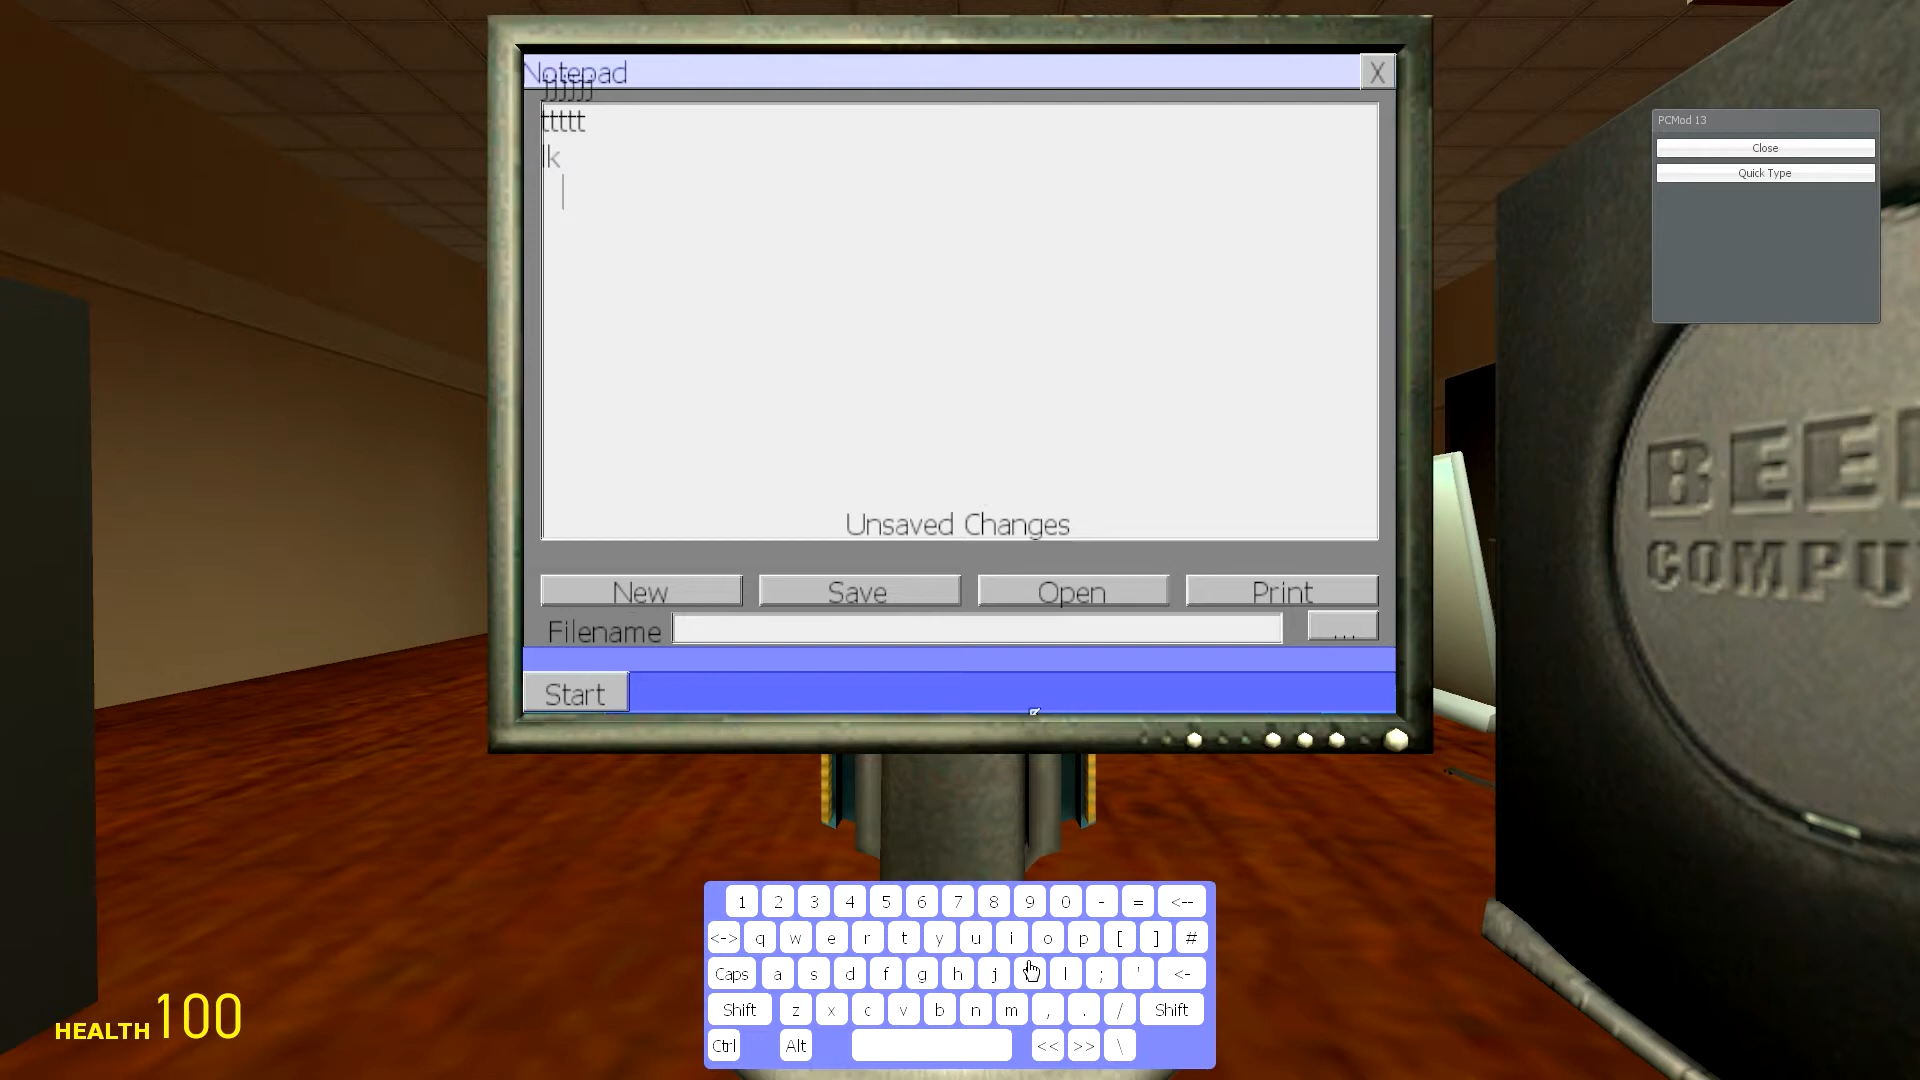 Notepad
X
jjjjjj
ttttt
lk
Unsaved Changes
New
Save
Open
Print
Filename
...
Start
PCMod 13
Close
Quick Type
COMPU
1 2 3 4 5 6 7 8 9 0 - = <--
<-> q w e r t y u i o p [ ] #
Caps a s d f g h j l ; ' <-
Shift z x c v b n m , . / Shift
Ctrl Alt << >> \
HEALTH 100